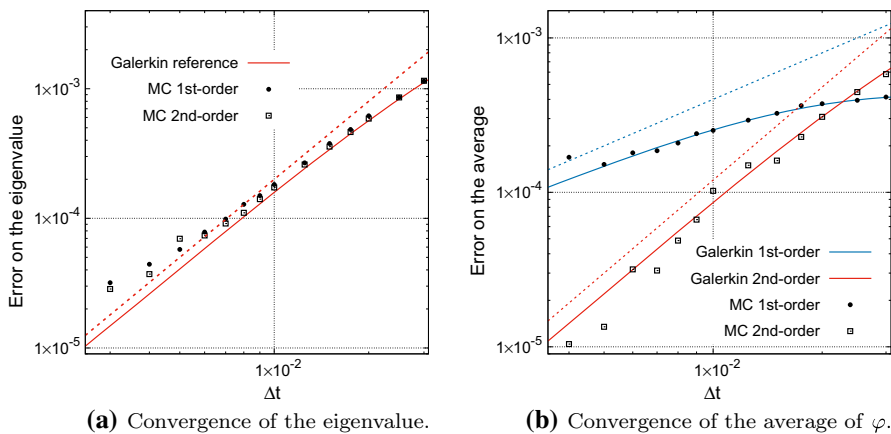 Error on the eigenvalue
1×10⁻³
1×10⁻⁴
1×10⁻⁵
Galerkin reference
MC 1st-order
MC 2nd-order
1×10⁻²
Δt
(a) Convergence of the eigenvalue.
Error on the average
1×10⁻³
1×10⁻⁴
1×10⁻⁵
Galerkin 1st-order
Galerkin 2nd-order
MC 1st-order
MC 2nd-order
1×10⁻²
Δt
(b) Convergence of the average of φ.